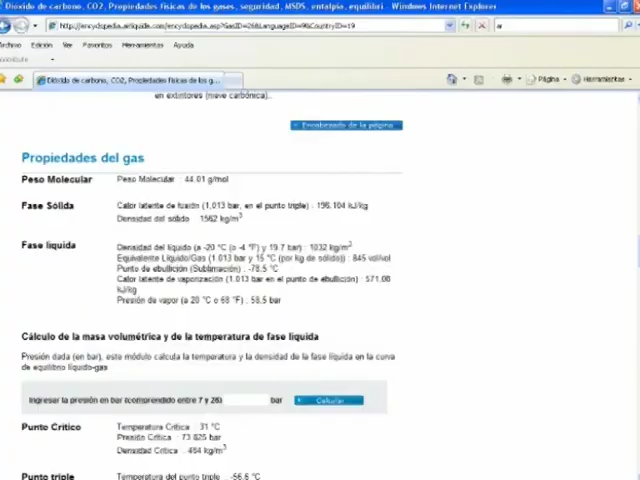 Dióxido de carbono, CO2, Propiedades físicas de los gases, seguridad, MSDS, entalpia, equilibri - Windows Internet Explorer
http://encyclopedia.airliquide.com/encyclopedia.asp?GasID=26&LanguageID=9&CountryID=19
Archivo Edición Ver Favoritos Herramientas Ayuda
Dióxido de carbono, CO2, Propiedades físicas de los g...
Página
Herramientas
en extintores (nieve carbónica)..
Encabezado de la página
Propiedades del gas
Peso Molecular
Peso Molecular : 44.01 g/mol
Fase Sólida
Calor latente de fusión (1,013 bar, en el punto triple) : 196.104 kJ/kg
Densidad del sólido : 1562 kg/m3
Fase líquida
Densidad del líquido (a -20 °C (o -4 °F) y 19.7 bar) : 1032 kg/m3
Equivalente Líquido/Gas (1.013 bar y 15 °C (por kg de sólido)) : 845 vol/vol
Punto de ebullición (Sublimación) : -78.5 °C
Calor latente de vaporización (1.013 bar en el punto de ebullición) : 571.08
kJ/kg
Presión de vapor (a 20 °C o 68 °F) : 58.5 bar
Cálculo de la masa volumétrica y de la temperatura de fase líquida
Presión dada (en bar), este módulo calcula la temperatura y la densidad de la fase líquida en la curva
de equilibrio líquido-gas
Ingresar la presión en bar (comprendido entre 7 y 26)
bar
Calcular
Punto Crítico
Temperatura Crítica : 31 °C
Presión Crítica : 73.825 bar
Densidad Crítica : 464 kg/m3
Punto triple
Temperatura del punto triple : -56.6 °C